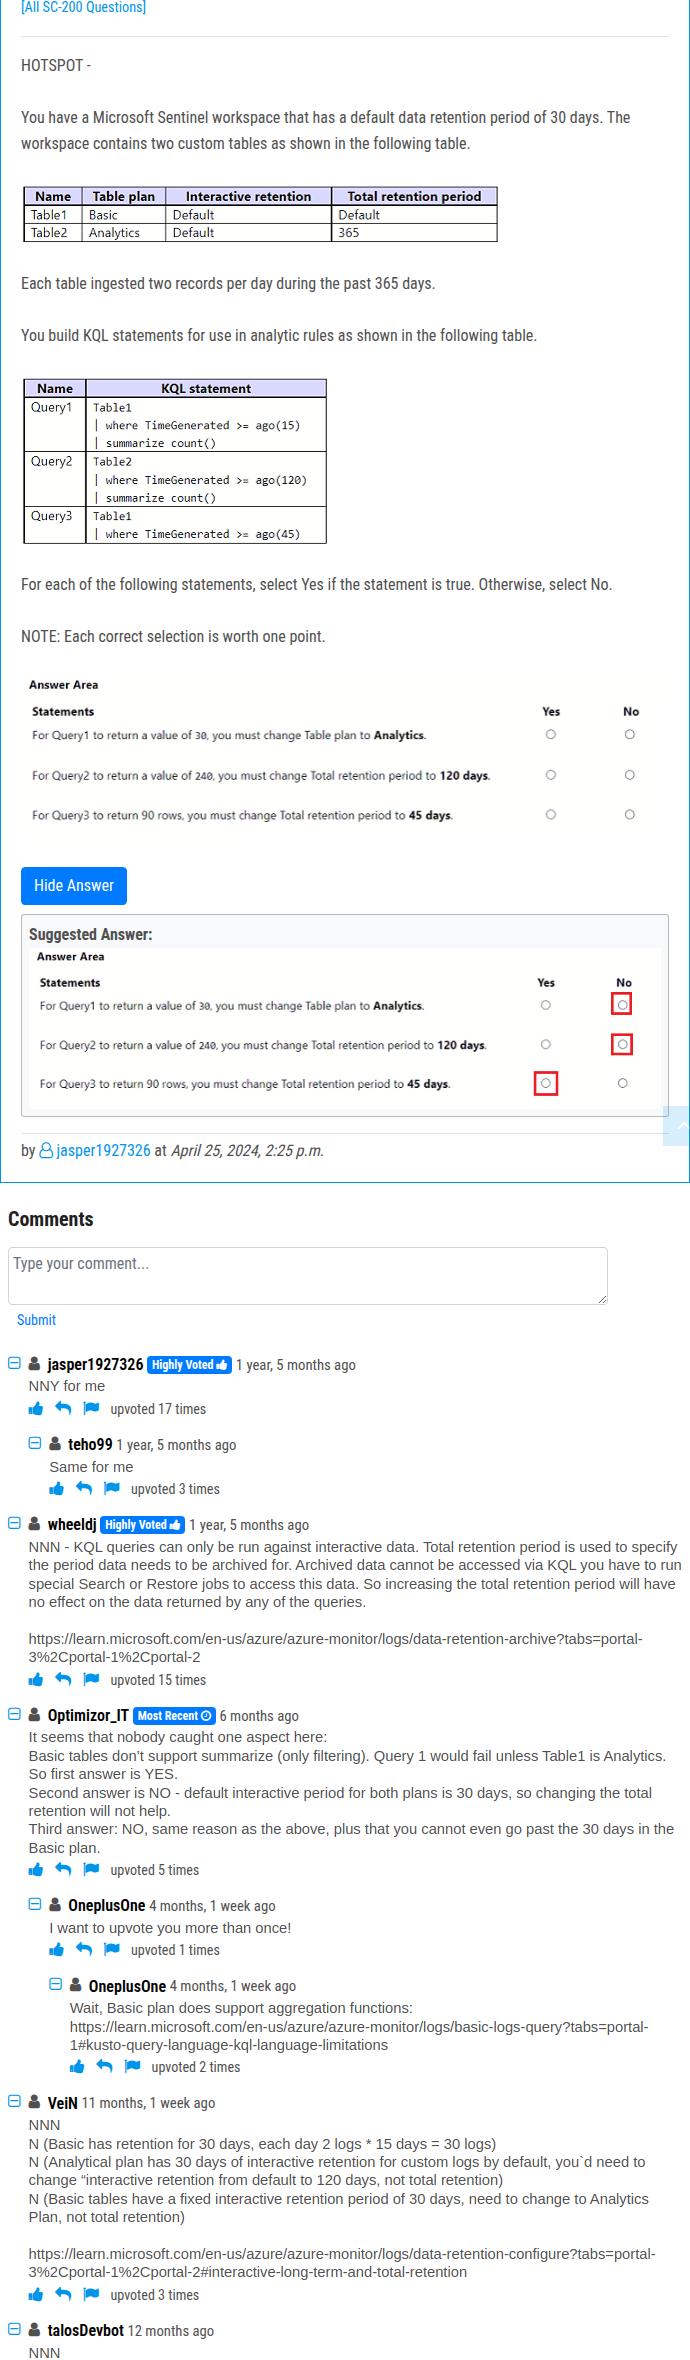 [All SC-200 Questions]
HOTSPOT -
You have a Microsoft Sentinel workspace that has a default data retention period of 30 days. The
workspace contains two custom tables as shown in the following table.
Name Table plan Interactive retention Total retention period
Table1 Basic Default Default
Table2 Analytics Default 365
Each table ingested two records per day during the past 365 days.
You build KQL statements for use in analytic rules as shown in the following table.
Name KQL statement
Query1 Table1
| where TimeGenerated >= ago(15)
| summarize count()
Query2 Table2
| where TimeGenerated >= ago(120)
| summarize count()
Query3 Table1
| where TimeGenerated >= ago(45)
For each of the following statements, select Yes if the statement is true. Otherwise, select No.
NOTE: Each correct selection is worth one point.
Answer Area
Statements Yes No
For Query1 to return a value of 30, you must change Table plan to Analytics.
For Query2 to return a value of 240, you must change Total retention period to 120 days.
For Query3 to return 90 rows, you must change Total retention period to 45 days.
Hide Answer
Suggested Answer:
Answer Area
Statements Yes No
For Query1 to return a value of 30, you must change Table plan to Analytics.
For Query2 to return a value of 240, you must change Total retention period to 120 days.
For Query3 to return 90 rows, you must change Total retention period to 45 days.
by jasper1927326 at April 25, 2024, 2:25 p.m.
Comments
Type your comment...
Submit
jasper1927326 Highly Voted 1 year, 5 months ago
NNY for me
upvoted 17 times
teho99 1 year, 5 months ago
Same for me
upvoted 3 times
wheeldj Highly Voted 1 year, 5 months ago
NNN - KQL queries can only be run against interactive data. Total retention period is used to specify
the period data needs to be archived for. Archived data cannot be accessed via KQL you have to run
special Search or Restore jobs to access this data. So increasing the total retention period will have
no effect on the data returned by any of the queries.
https://learn.microsoft.com/en-us/azure/azure-monitor/logs/data-retention-archive?tabs=portal-
3%2Cportal-1%2Cportal-2
upvoted 15 times
Optimizor_IT Most Recent 6 months ago
It seems that nobody caught one aspect here:
Basic tables don't support summarize (only filtering). Query 1 would fail unless Table1 is Analytics.
So first answer is YES.
Second answer is NO - default interactive period for both plans is 30 days, so changing the total
retention will not help.
Third answer: NO, same reason as the above, plus that you cannot even go past the 30 days in the
Basic plan.
upvoted 5 times
OneplusOne 4 months, 1 week ago
I want to upvote you more than once!
upvoted 1 times
OneplusOne 4 months, 1 week ago
Wait, Basic plan does support aggregation functions:
https://learn.microsoft.com/en-us/azure/azure-monitor/logs/basic-logs-query?tabs=portal-
1#kusto-query-language-kql-language-limitations
upvoted 2 times
VeiN 11 months, 1 week ago
NNN
N (Basic has retention for 30 days, each day 2 logs * 15 days = 30 logs)
N (Analytical plan has 30 days of interactive retention for custom logs by default, you`d need to
change “interactive retention from default to 120 days, not total retention)
N (Basic tables have a fixed interactive retention period of 30 days, need to change to Analytics
Plan, not total retention)
https://learn.microsoft.com/en-us/azure/azure-monitor/logs/data-retention-configure?tabs=portal-
3%2Cportal-1%2Cportal-2#interactive-long-term-and-total-retention
upvoted 3 times
talosDevbot 12 months ago
NNN